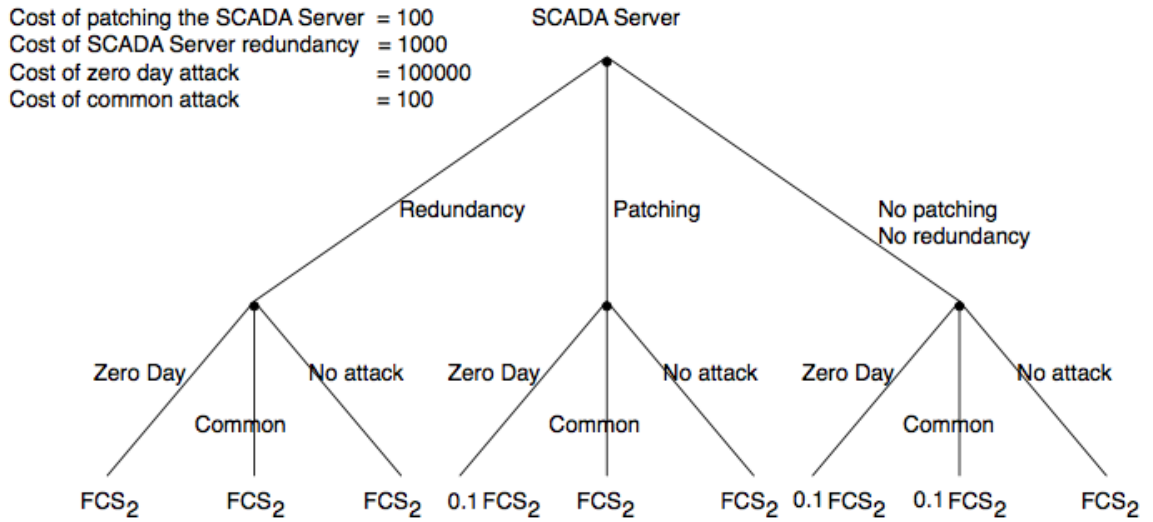 Cost of patching the SCADA Server = 100
SCADA Server
Cost of SCADA Server redundancy = 1000
Cost of zero day attack = 100000
Cost of common attack = 100
Redundancy
Patching
No patching
No redundancy
Zero Day
No attack
Zero Day
No attack
Zero Day
No attack
Common
Common
Common
FCS2
FCS2
FCS2
0.1 FCS2
FCS2
FCS2
0.1 FCS2
0.1 FCS2
FCS2